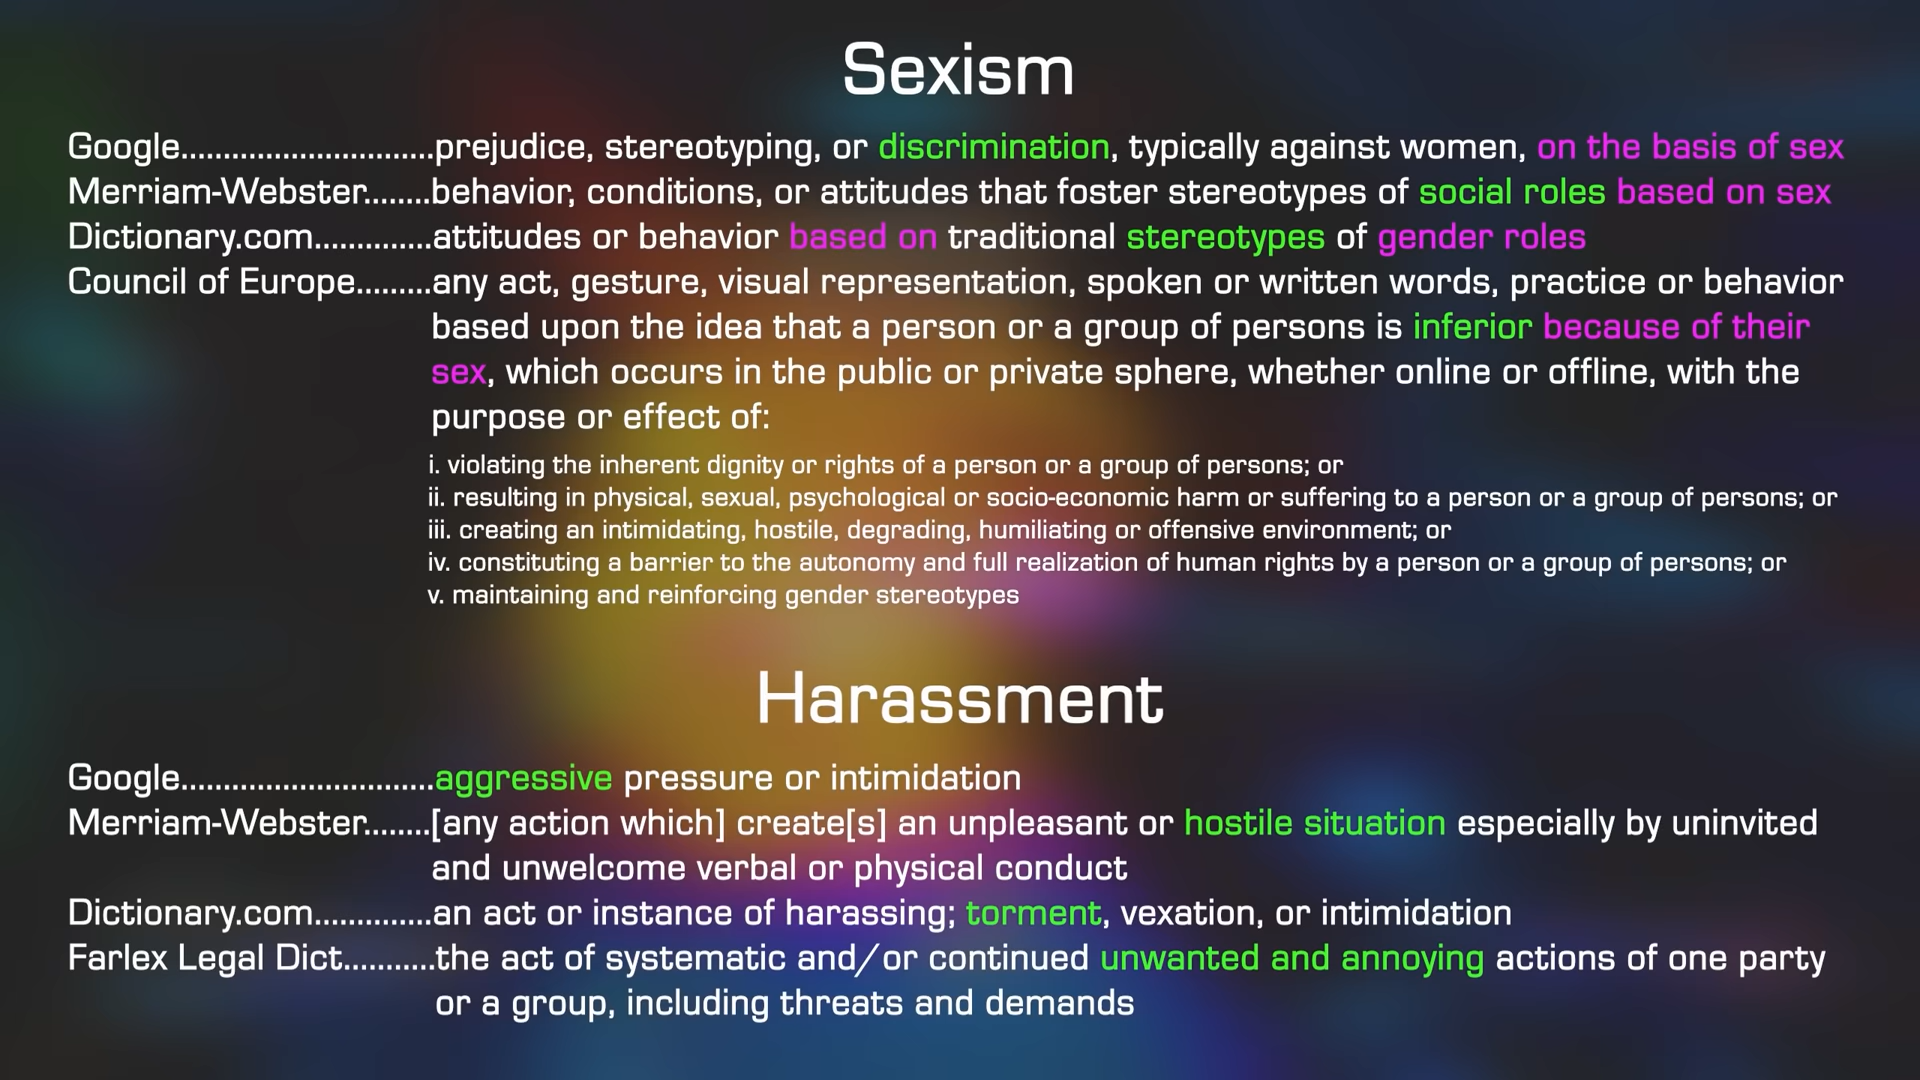 Sexism
Google.............................prejudice, stereotyping, or discrimination, typically against women, on the basis of sex
Merriam-Webster........behavior, conditions, or attitudes that foster stereotypes of social roles based on sex
Dictionary.com..............attitudes or behavior based on traditional stereotypes of gender roles
Council of Europe.........any act, gesture, visual representation, spoken or written words, practice or behavior
based upon the idea that a person or a group of persons is inferior because of their
sex, which occurs in the public or private sphere, whether online or offline, with the
purpose or effect of:
i. violating the inherent dignity or rights of a person or a group of persons; or
ii. resulting in physical, sexual, psychological or socio-economic harm or suffering to a person or a group of persons; or
iii. creating an intimidating, hostile, degrading, humiliating or offensive environment; or
iv. constituting a barrier to the autonomy and full realization of human rights by a person or a group of persons; or
v. maintaining and reinforcing gender stereotypes
Harassment
Google.............................aggressive pressure or intimidation
Merriam-Webster........[any action which] create[s] an unpleasant or hostile situation especially by uninvited
and unwelcome verbal or physical conduct
Dictionary.com..............an act or instance of harassing; torment, vexation, or intimidation
Farlex Legal Dict...........the act of systematic and/or continued unwanted and annoying actions of one party
or a group, including threats and demands